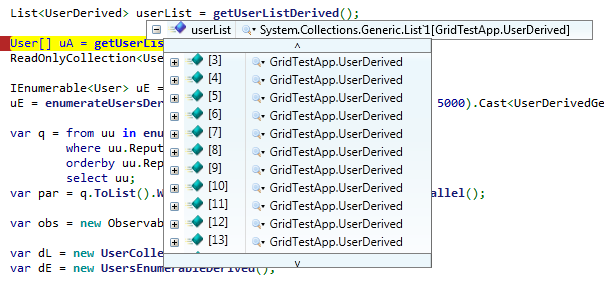 List<UserDerived> userList = getUserListDerived();
userList System.Collections.Generic.List`1[GridTestApp.UserDerived]
User[] uA = getUserLis
ReadOnlyCollection<Use
[3] GridTestApp.UserDerived
[4] GridTestApp.UserDerived
IEnumerable<User> uE =
[5] GridTestApp.UserDerived
uE = enumerateUsersDer 5000).Cast<UserDerivedGe
[6] GridTestApp.UserDerived
var q = from uu in enu
[7] GridTestApp.UserDerived
where uu.Reput
[8] GridTestApp.UserDerived
orderby uu.Rep
[9] GridTestApp.UserDerived
select uu;
[10] GridTestApp.UserDerived
var par = q.ToList().W rallel();
[11] GridTestApp.UserDerived
var obs = new Observab
[12] GridTestApp.UserDerived
[13] GridTestApp.UserDerived
var dL = new UserColle
var dE = new UsersEnumerableDerived();